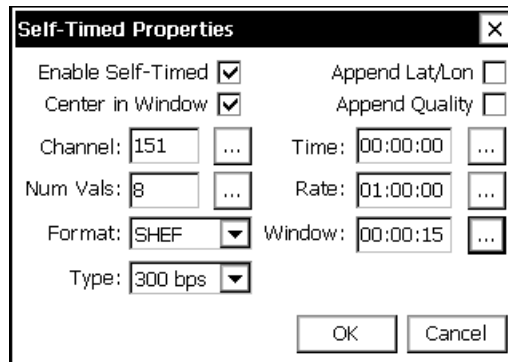 Self-Timed Properties
Enable Self-Timed Append Lat/Lon
Center in Window Append Quality
Channel: 151 ... Time: 00:00:00 ...
Num Vals: 8 ... Rate: 01:00:00 ...
Format: SHEF Window: 00:00:15 ...
Type: 300 bps
OK Cancel